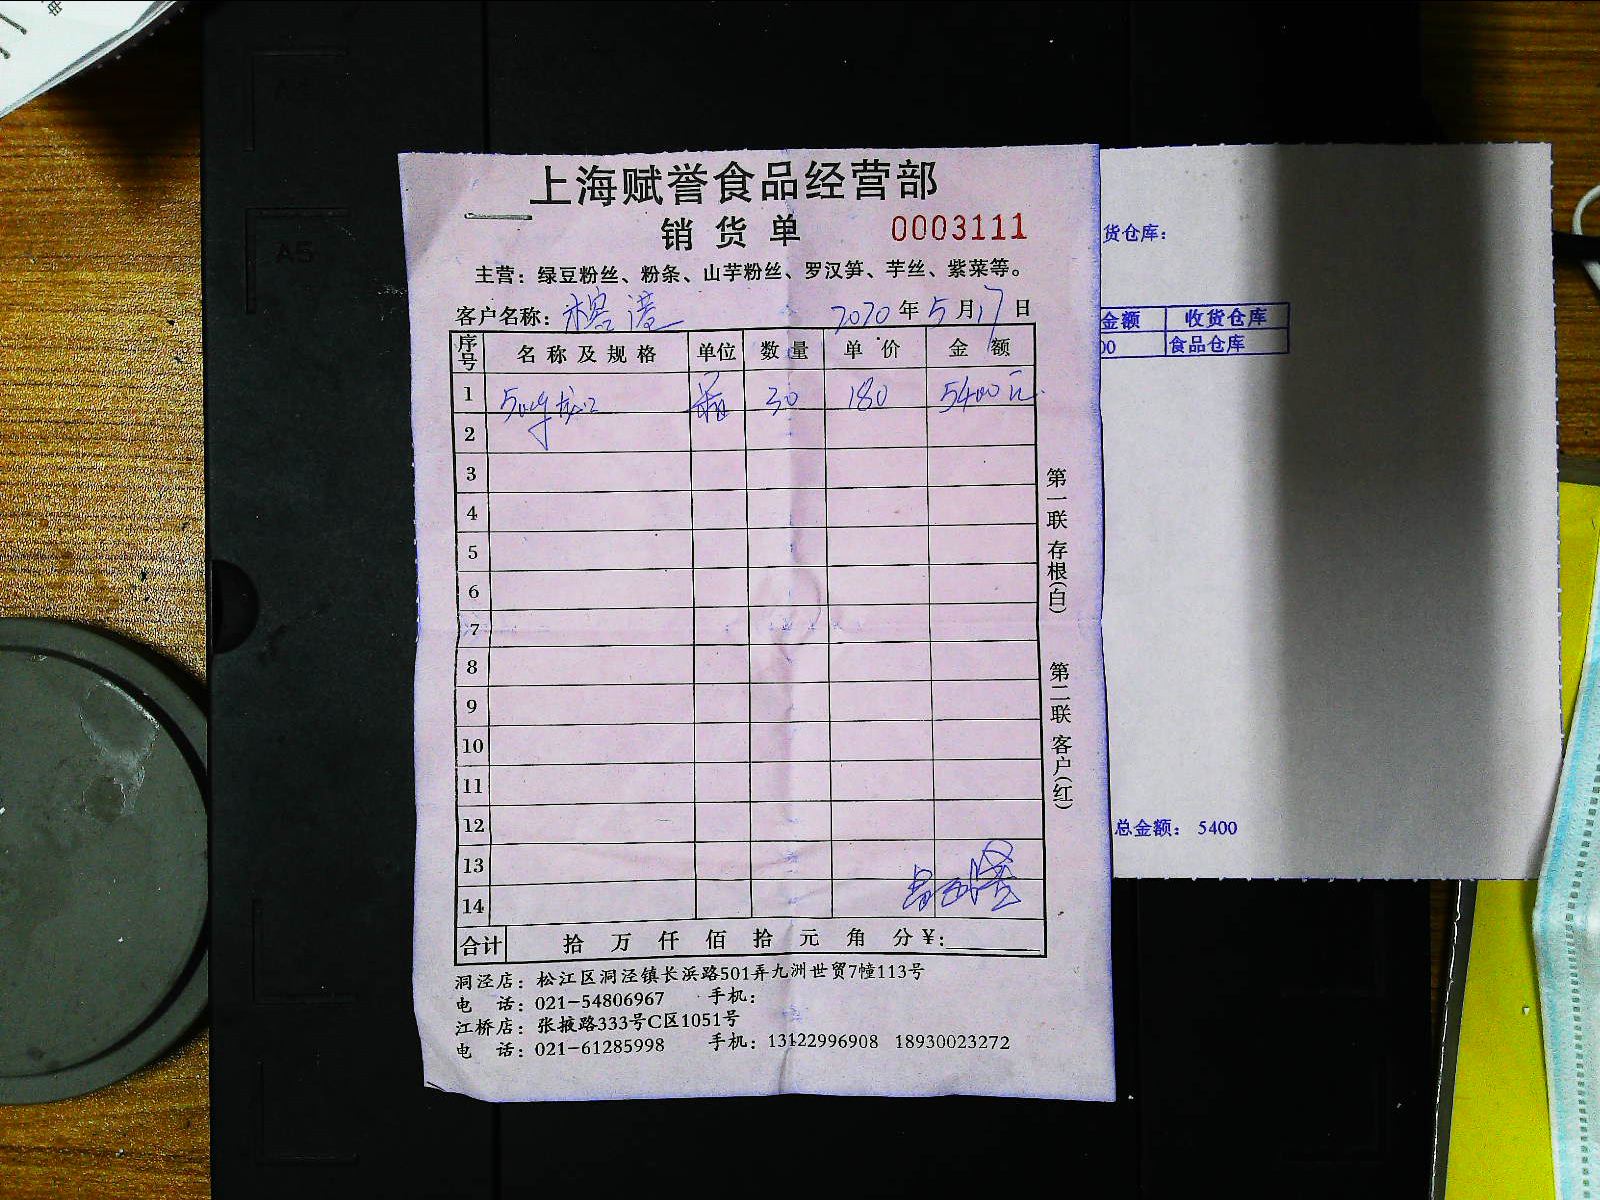 上海赋誉食品经营部
销货单 0003111
主营：绿豆粉丝、粉条、山芋粉丝、罗汉笋、芋丝、紫菜等。
客户名称： 2020年5月17日
序号 名称及规格 单位 数量 单价 金额
1 箱 30 180 5400元
2
3
4
5
6
7
8
9
10
11
12
13
14
合计 拾 万 仟 佰 拾 元 角 分 ¥:
洞泾店：松江区洞泾镇长浜路501弄九洲世贸7幢113号
电 话：021-54806967 手机：
江桥店：张掖路333号C区1051号
电 话：021-61285998 手机：13122996908 18930023272
第一联 存根(白)
第二联 客户(红)
货仓库：
金额 收货仓库
00 食品仓库
总金额： 5400
A5